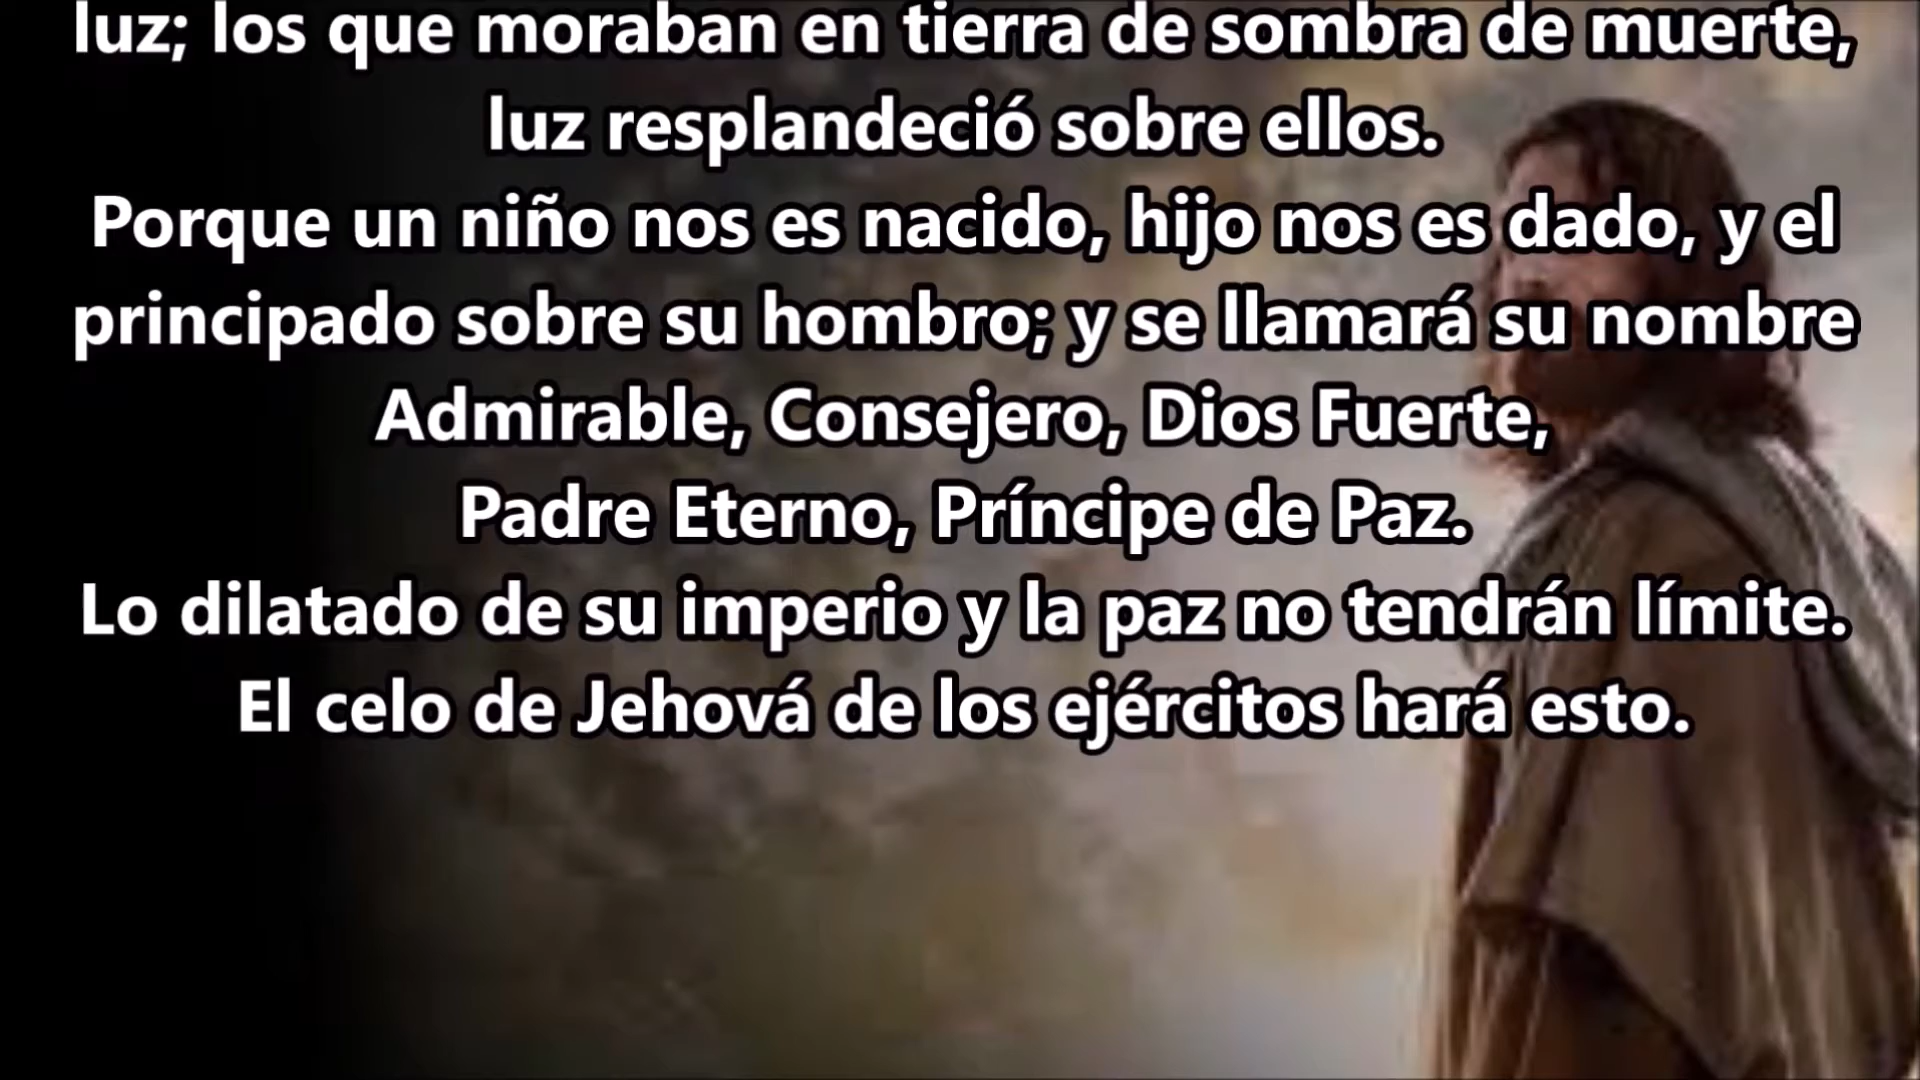 luz; los que moraban en tierra de sombra de muerte,
luz resplandeció sobre ellos.
Porque un niño nos es nacido, hijo nos es dado, y el
principado sobre su hombro; y se llamará su nombre
Admirable, Consejero, Dios Fuerte,
Padre Eterno, Príncipe de Paz.
Lo dilatado de su imperio y la paz no tendrán límite.
El celo de Jehová de los ejércitos hará esto.